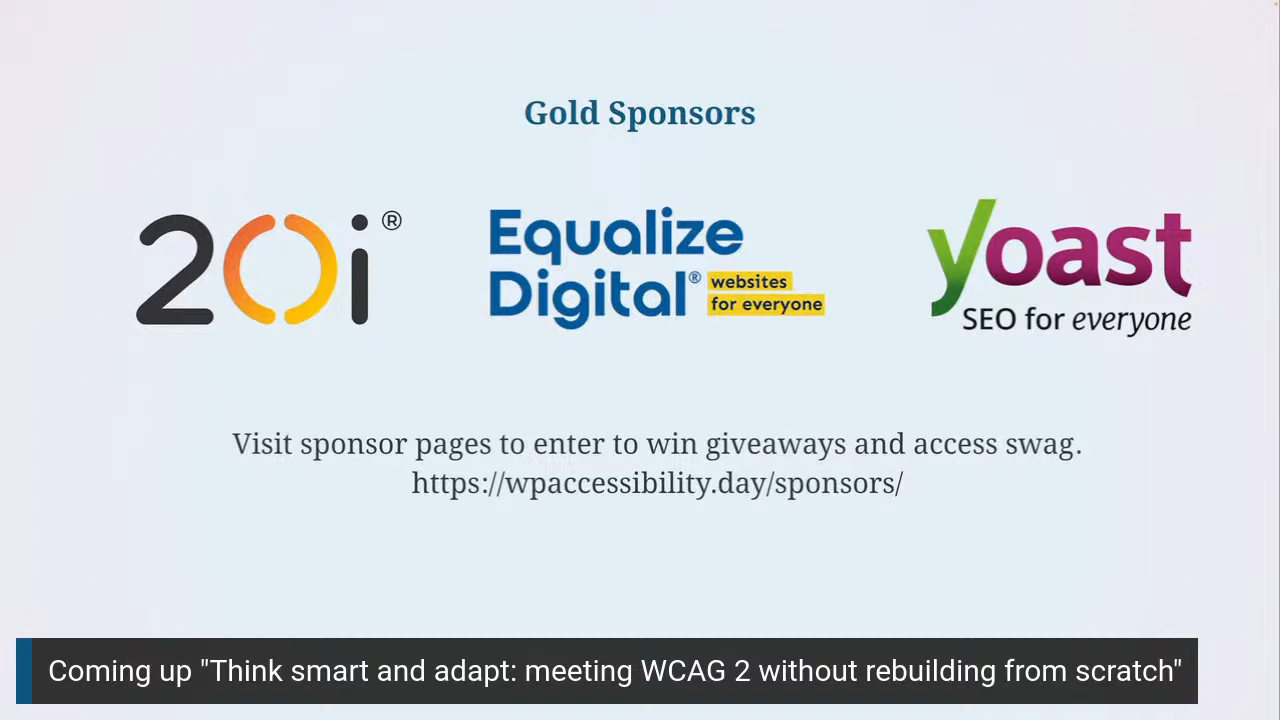 Gold Sponsors
20i®
Equalize
Digital®
websites
for everyone
yoast
SEO for everyone
Visit sponsor pages to enter to win giveaways and access swag.
https://wpaccessibility.day/sponsors/
Coming up "Think smart and adapt: meeting WCAG 2 without rebuilding from scratch"